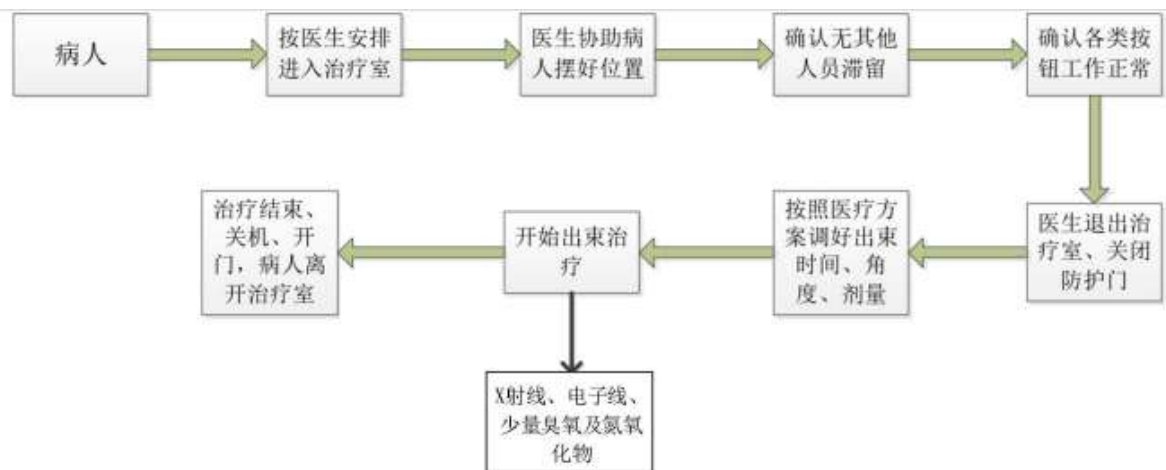 病人
按医生安排
进入治疗室
医生协助病
人摆好位置
确认无其他
人员滞留
确认各类按
钮工作正常
医生退出治
疗室、关闭
防护门
按照医疗方
案调好出束
时间、角
度、剂量
开始出束治
疗
治疗结束、
关机、开
门，病人离
开治疗室
X射线、电子线、
少量臭氧及氮氧
化物